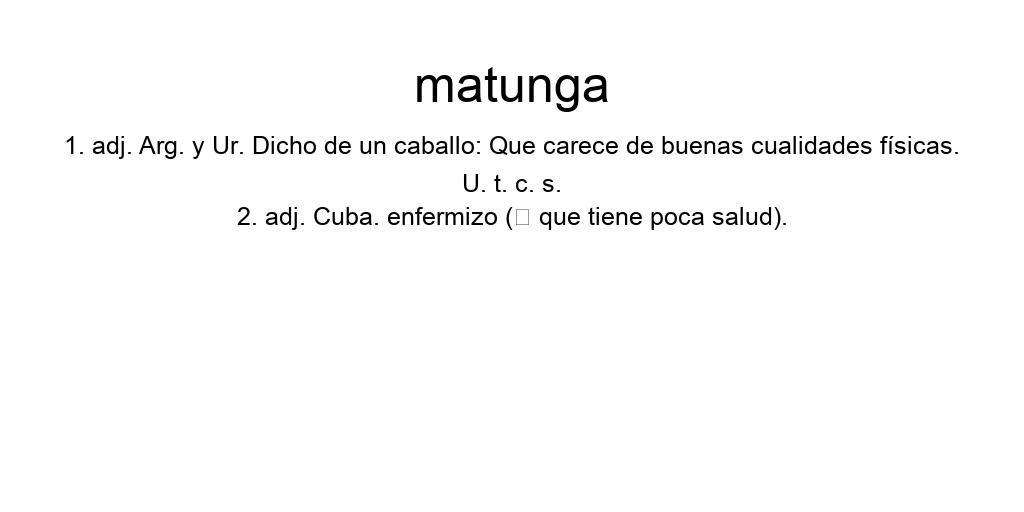 matunga
1. adj. Arg. y Ur. Dicho de un caballo: Que carece de buenas cualidades físicas.
U. t. c. s.
2. adj. Cuba. enfermizo (□ que tiene poca salud).